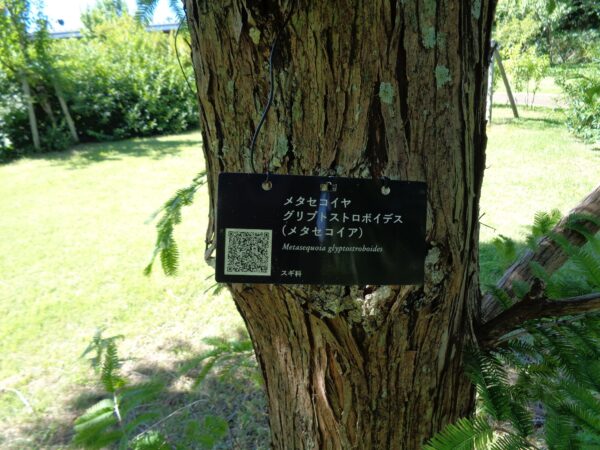 メタセコイヤ
グリプトストロボイデス
(メタセコイア)
Metasequoia glyptostroboides
スギ科